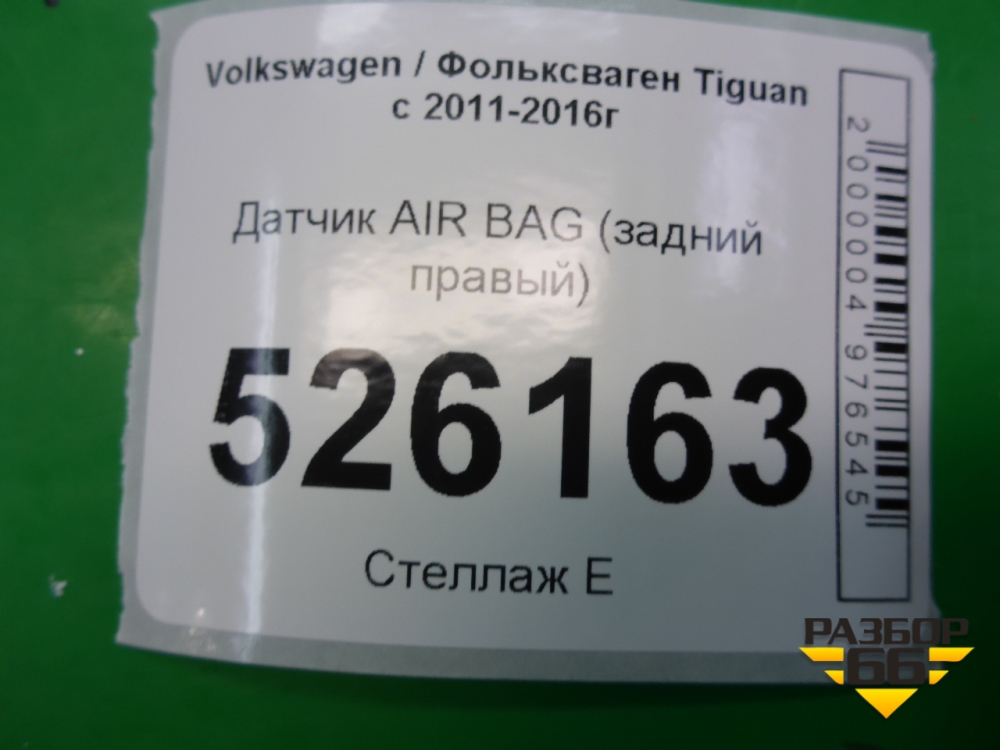 Volkswagen / Фольксваген Tiguan
с 2011-2016г
Датчик AIR BAG (задний
правый)
526163
Стеллаж Е
2000004976545
РАЗБОР
66